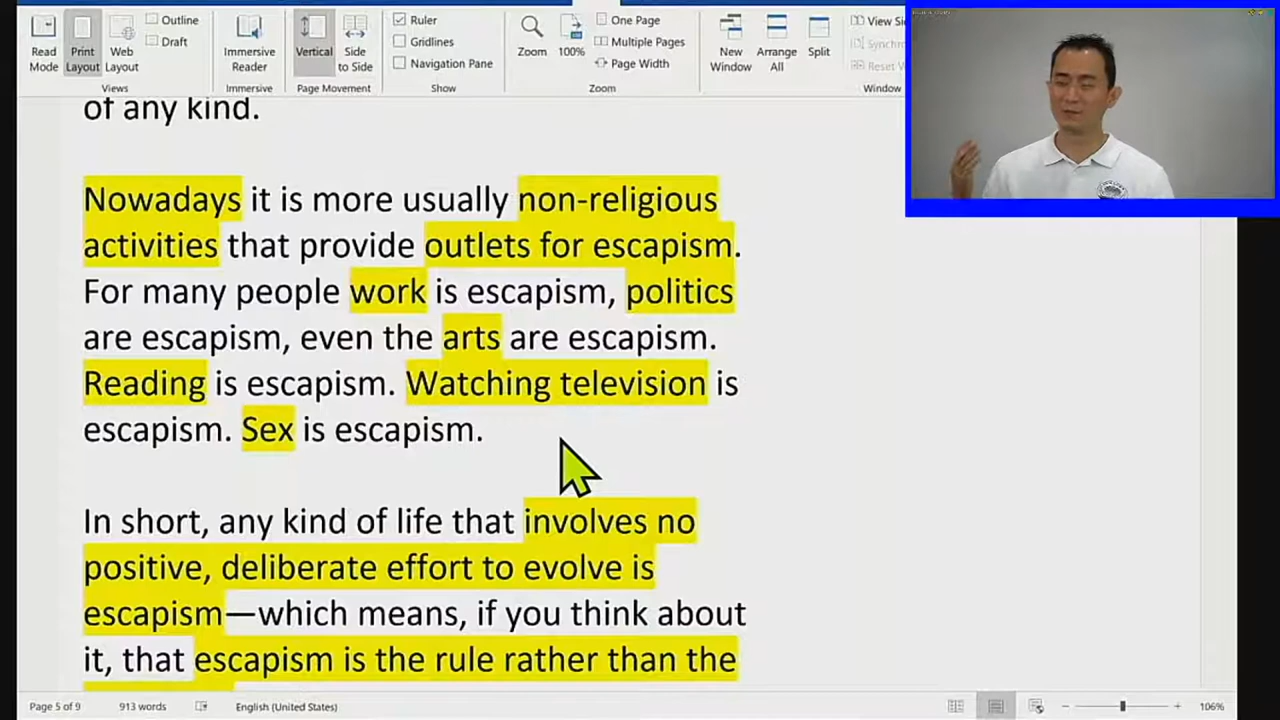 Outline
Draft
Read Mode
Print Layout
Web Layout
Views
Immersive Reader
Immersive
Vertical
Side to Side
Page Movement
Ruler
Gridlines
Navigation Pane
Show
Zoom
100%
One Page
Multiple Pages
Page Width
Zoom
New Window
Arrange All
Split
View Si
Synchr
Reset W
Window
of any kind.
Nowadays it is more usually non-religious
activities that provide outlets for escapism.
For many people work is escapism, politics
are escapism, even the arts are escapism.
Reading is escapism. Watching television is
escapism. Sex is escapism.
In short, any kind of life that involves no
positive, deliberate effort to evolve is
escapism—which means, if you think about
it, that escapism is the rule rather than the
Page 5 of 9
913 words
English (United States)
106%